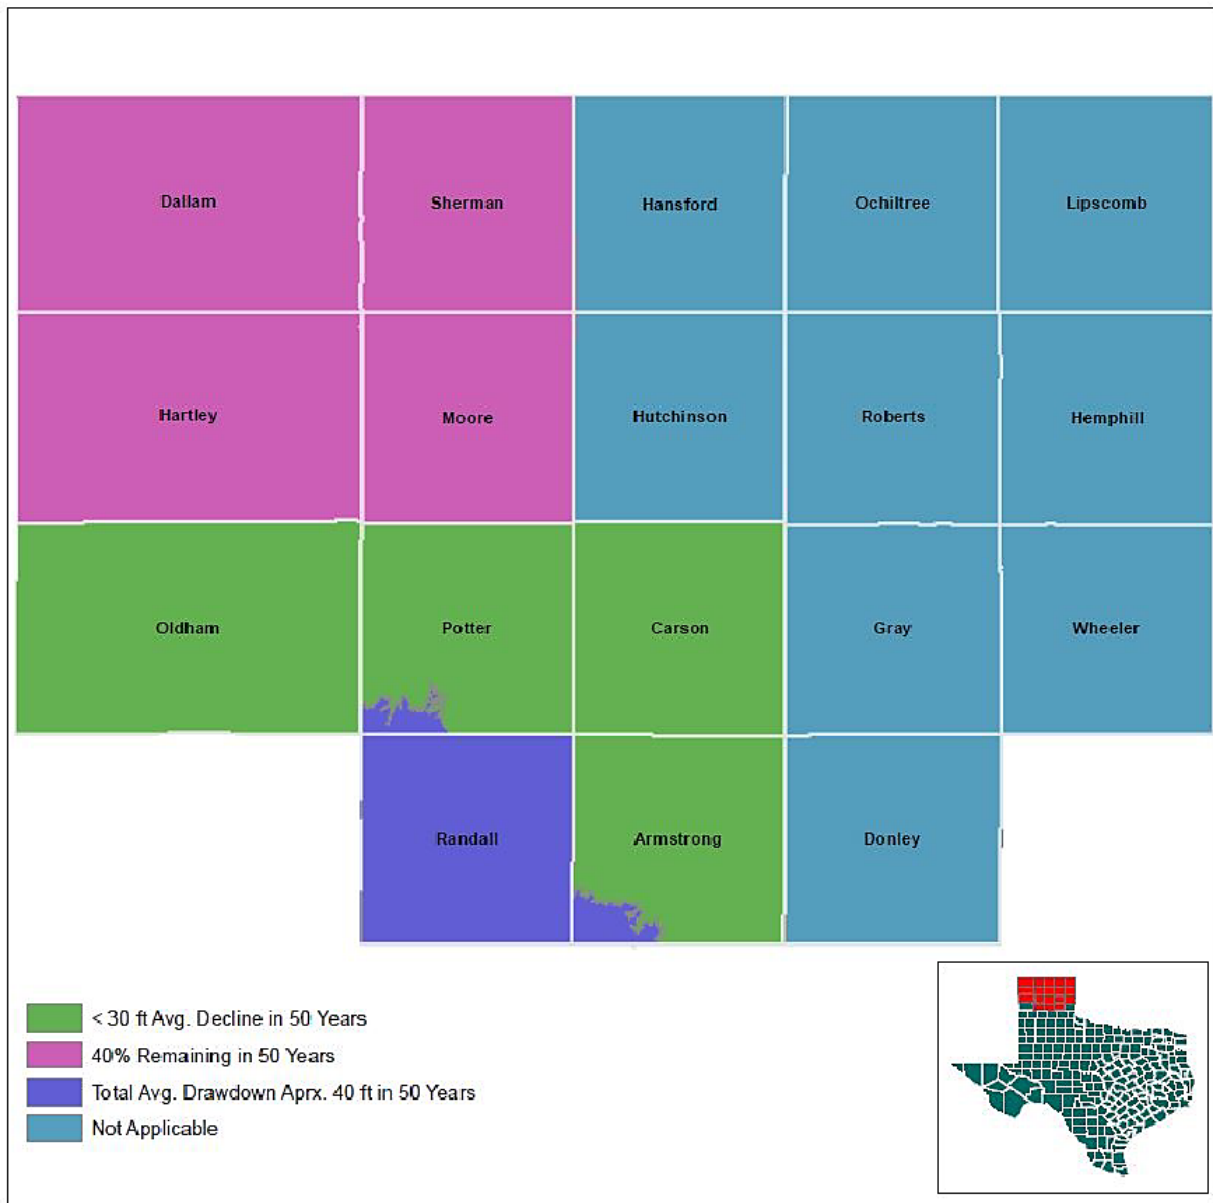 Dallam
Sherman
Hansford
Ochiltree
Lipscomb
Hartley
Moore
Hutchinson
Roberts
Hemphill
Oldham
Potter
Carson
Gray
Wheeler
Randall
Armstrong
Donley
< 30 ft Avg. Decline in 50 Years
40% Remaining in 50 Years
Total Avg. Drawdown Aprx. 40 ft in 50 Years
Not Applicable